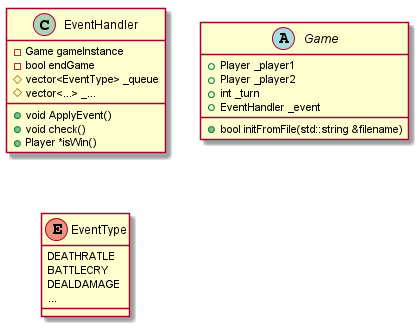 C EventHandler
Game gameInstance
bool endGame
vector<EventType> _queue
vector<...> _...
void ApplyEvent()
void check()
Player *isWin()
A Game
Player _player1
Player _player2
int _turn
EventHandler _event
bool initFromFile(std::string &filename)
E EventType
DEATHRATLE
BATTLECRY
DEALDAMAGE
...